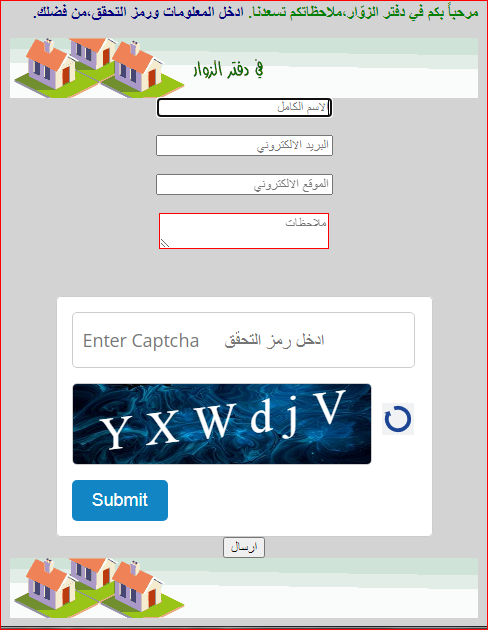 مرحبأ بكم في دفتر الزوّار،ملاحظاتكم تسعدنا. ادخل المعلومات ورمز التحقق،من فضلك.
في دفتر الزوار
الاسم الكامل
البريد الالكتروني
الموقع الالكتروني
ملاحظات
Enter Captcha ادخل رمز التحقق
Y X W d j V
Submit
ارسال